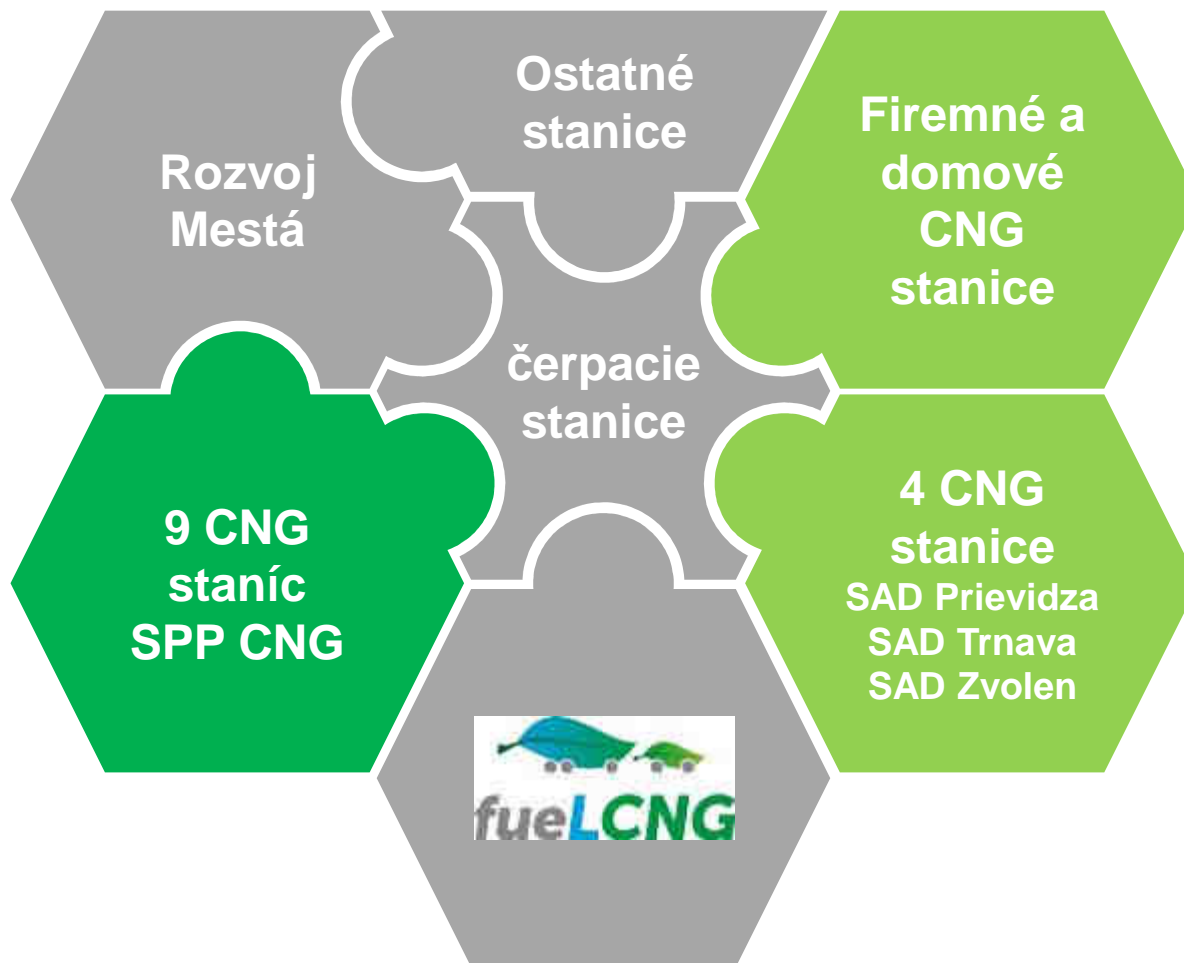 Rozvoj
Mestá
Ostatné
stanice
Firemné a
domové
CNG
stanice
čerpacie
stanice
9 CNG
staníc
SPP CNG
4 CNG
stanice
SAD Prievidza
SAD Trnava
SAD Zvolen
fueLCNG